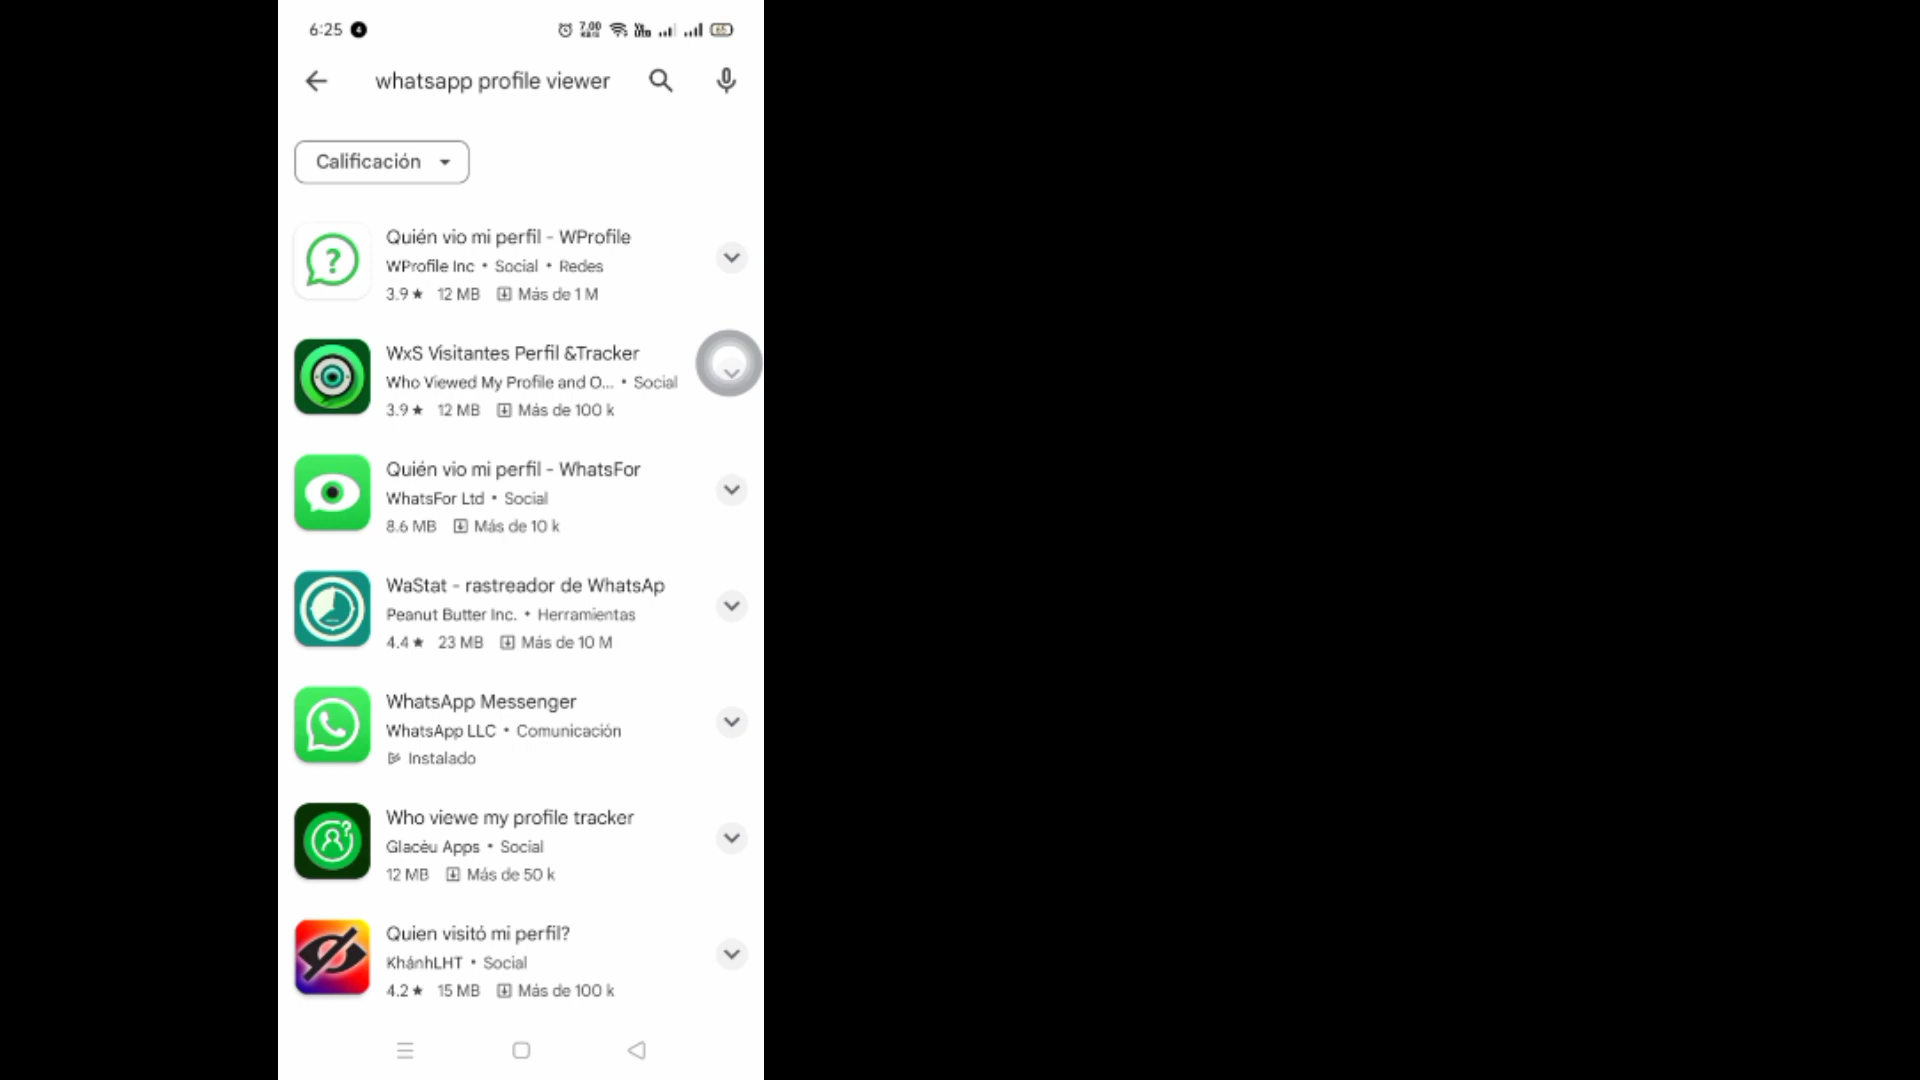 6:25 4 7.00 KB/S 65
whatsapp profile viewer
Calificación
Quién vio mi perfil - WProfile
WProfile Inc • Social • Redes
3.9★ 12 MB Más de 1 M
WxS Visitantes Perfil &Tracker
Who Viewed My Profile and O... • Social
3.9★ 12 MB Más de 100 k
Quién vio mi perfil - WhatsFor
WhatsFor Ltd • Social
8.6 MB Más de 10 k
WaStat - rastreador de WhatsAp
Peanut Butter Inc. • Herramientas
4.4★ 23 MB Más de 10 M
WhatsApp Messenger
WhatsApp LLC • Comunicación
Instalado
Who viewe my profile tracker
Glacéu Apps • Social
12 MB Más de 50 k
Quien visitó mi perfil?
KhánhLHT • Social
4.2★ 15 MB Más de 100 k